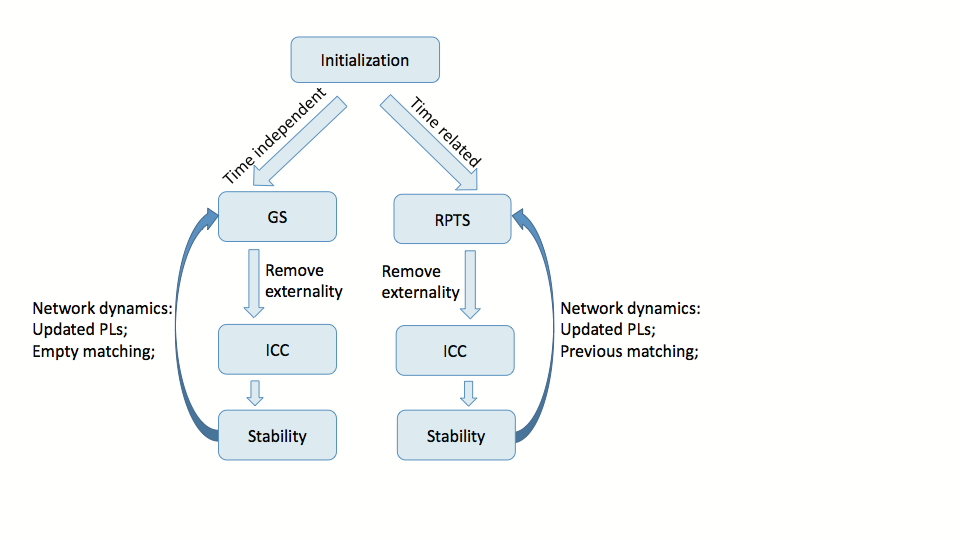 Initialization
Time independent
Time related
GS
RPTS
Remove
externality
Remove
externality
Network dynamics:
Updated PLs;
Empty matching;
Network dynamics:
Updated PLs;
Previous matching;
ICC
ICC
Stability
Stability